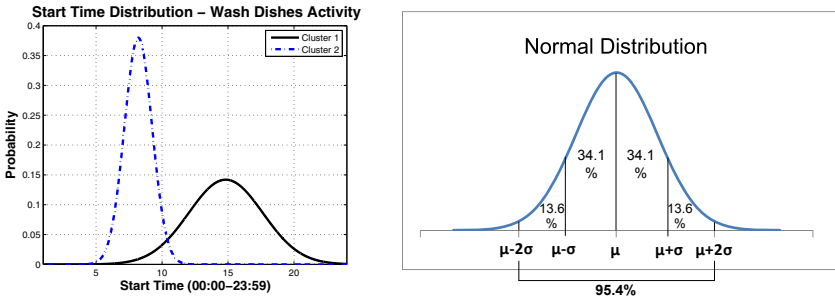 Start Time Distribution – Wash Dishes Activity
0.4
Cluster 1
Cluster 2
0.35
0.3
0.25
0.2
0.15
0.1
0.05
0
Probability
5
10
15
20
Start Time (00:00–23:59)
Normal Distribution
34.1
%
34.1
%
13.6
%
13.6
%
μ-2σ
μ-σ
μ
μ+σ
μ+2σ
95.4%